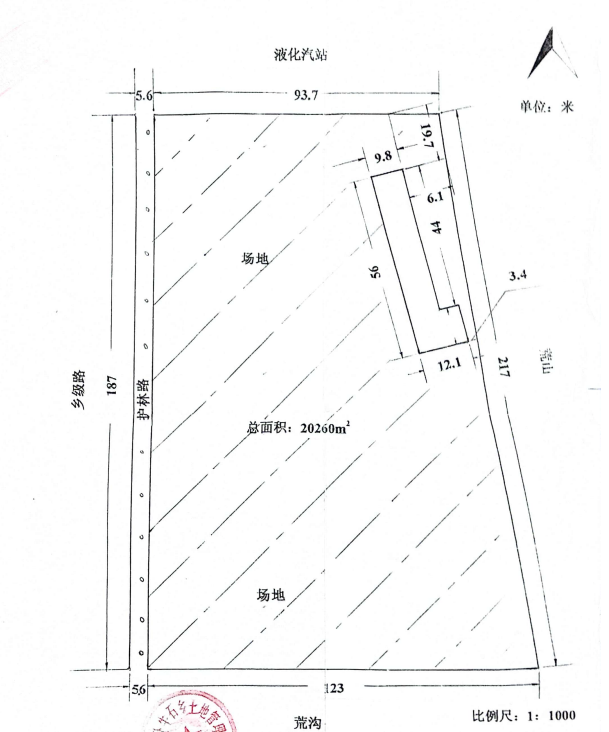 液化汽站
5.6
93.7
单位：米
19.7
9.8
6.1
44
56
场地
3.4
12.1
217
乡级路
187
护林路
总面积：20260m²
场地
5.6
123
荒沟
比例尺：1：1000